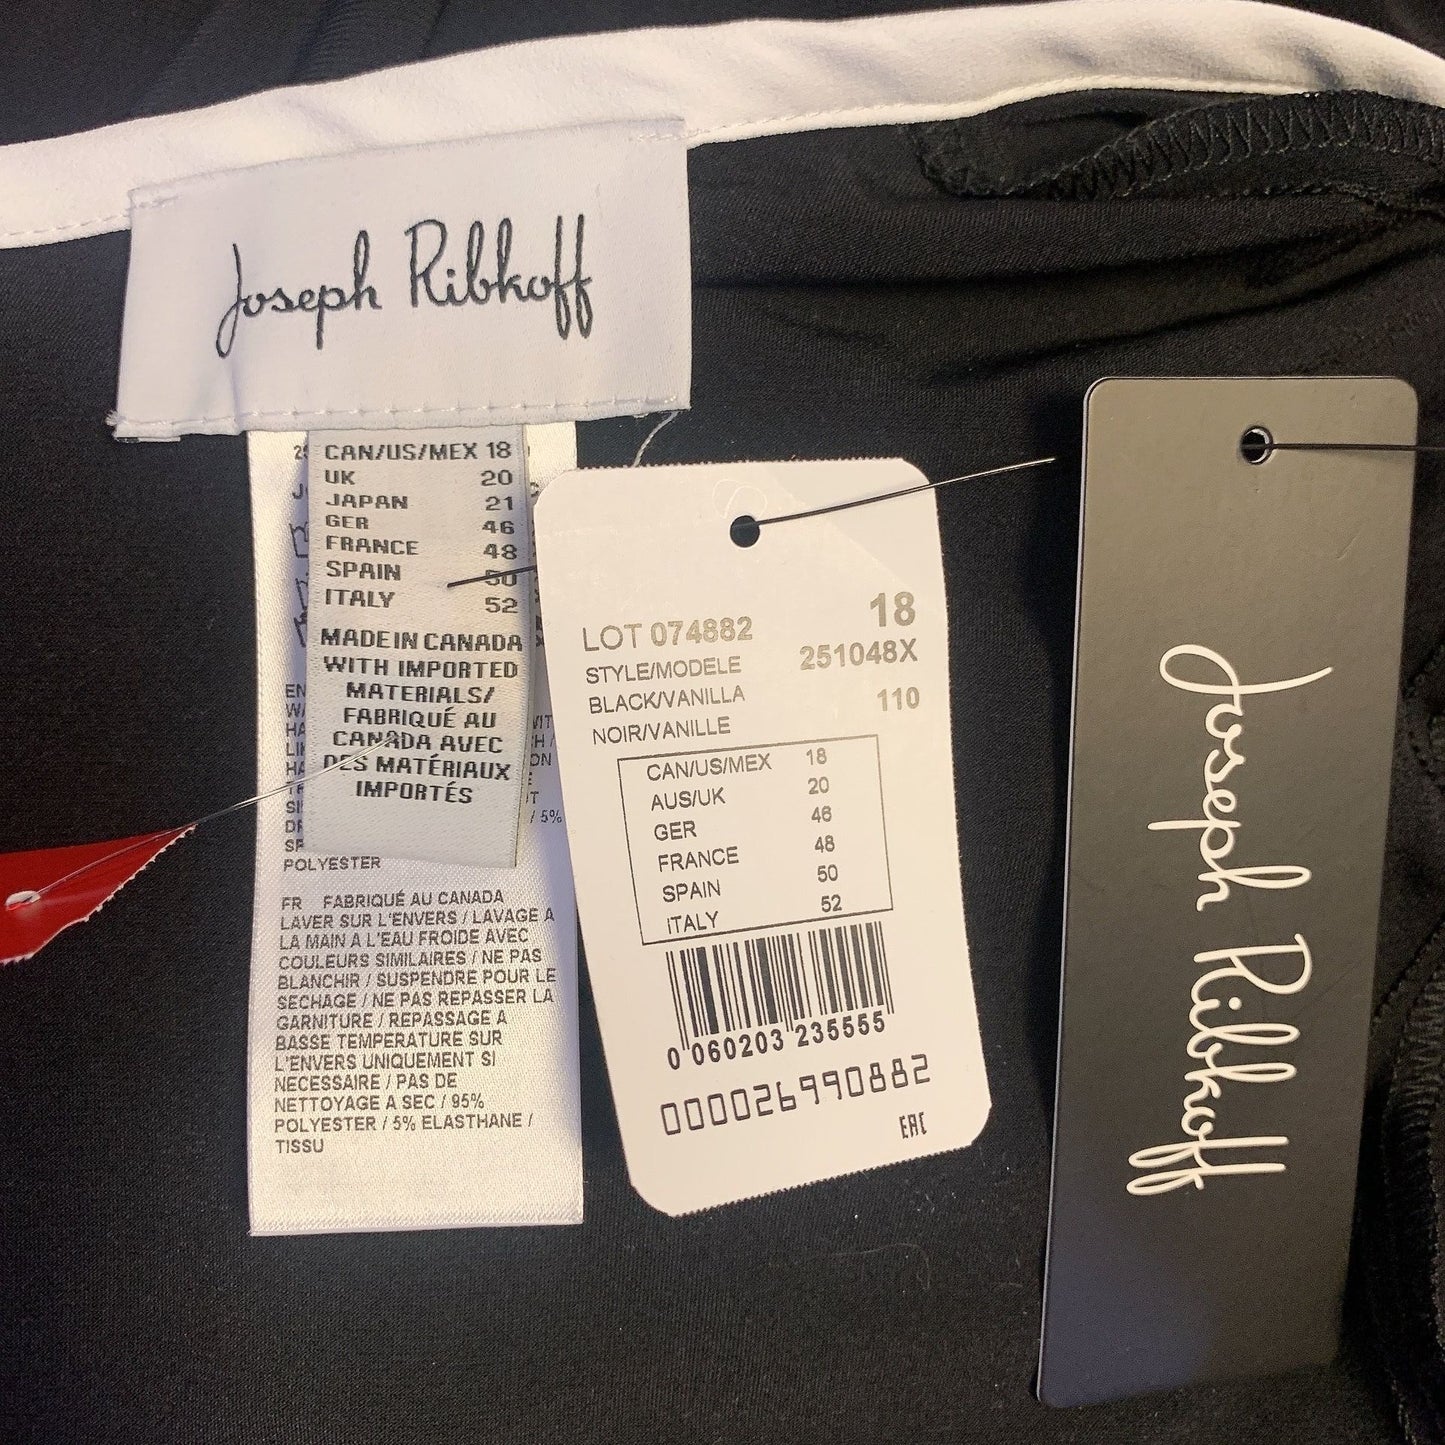 Joseph Ribkoff
CAN/US/MEX 18
UK 20
JAPAN 21
GER 46
FRANCE 48
SPAIN 50
ITALY 52
MADE IN CANADA
WITH IMPORTED
MATERIALS/
FABRIQUÉ AU
CANADA AVEC
DES MATÉRIAUX
IMPORTÉS
/ 5%
POLYESTER
FR FABRIQUÉ AU CANADA
LAVER SUR L'ENVERS / LAVAGE A
LA MAIN A L'EAU FROIDE AVEC
COULEURS SIMILAIRES / NE PAS
BLANCHIR / SUSPENDRE POUR LE
SECHAGE / NE PAS REPASSER LA
GARNITURE / REPASSAGE A
BASSE TEMPERATURE SUR
L'ENVERS UNIQUEMENT SI
NECESSAIRE / PAS DE
NETTOYAGE A SEC / 95%
POLYESTER / 5% ELASTHANE /
TISSU
18
LOT 074882
STYLE/MODELE 251048X
BLACK/VANILLA 110
NOIR/VANILLE
CAN/US/MEX 18
AUS/UK 20
GER 46
FRANCE 48
SPAIN 50
ITALY 52
0 060203 235555
000026990882
EAC
Joseph Ribkoff